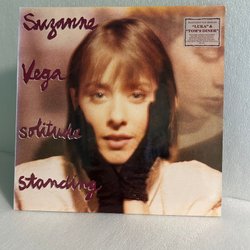 Suzanne
Vega
solitude
standing
"LUKA" &
"TOM'S DINER"